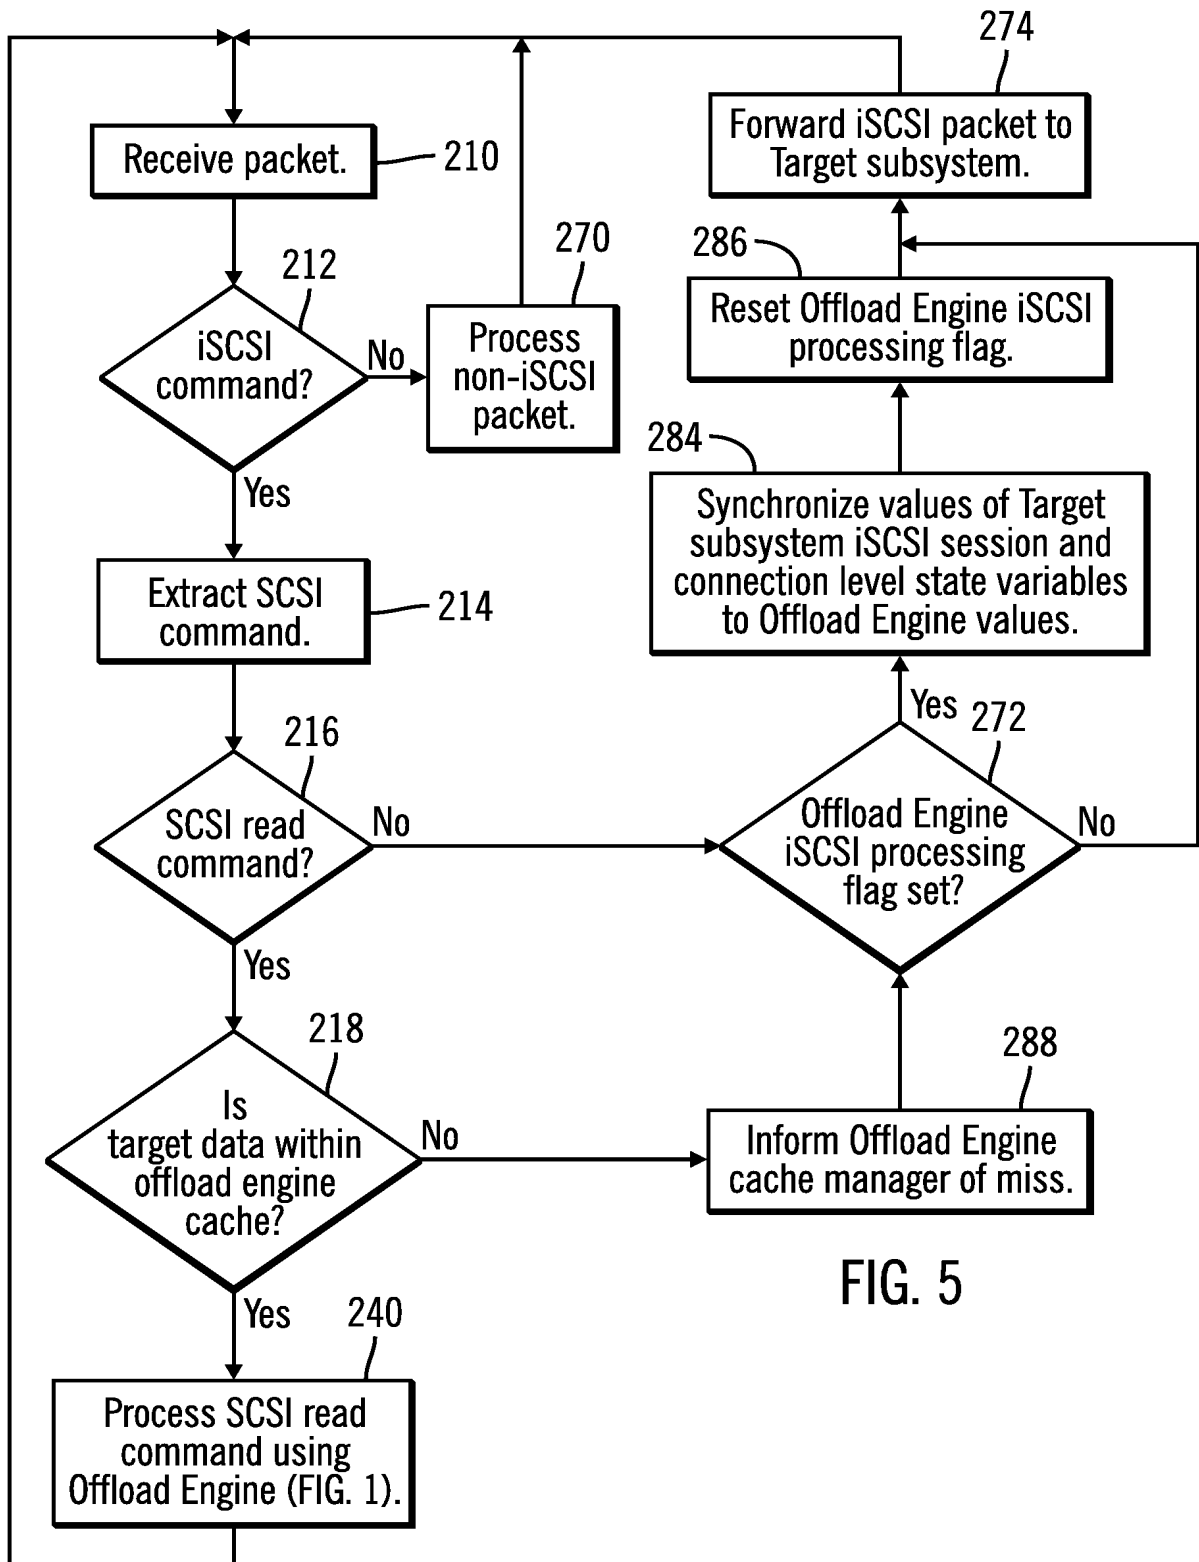 274
Forward iSCSI packet to
Target subsystem.
Receive packet.
210
286
270
212
Reset Offload Engine iSCSI
processing flag.
iSCSI
command?
No
Process
non-iSCSI
packet.
284
Yes
Synchronize values of Target
subsystem iSCSI session and
connection level state variables
to Offload Engine values.
Extract SCSI
command.
214
Yes
272
216
SCSI read
command?
No
Offload Engine
iSCSI processing
flag set?
No
Yes
218
288
Is
target data within
offload engine
cache?
No
Inform Offload Engine
cache manager of miss.
FIG. 5
Yes
240
Process SCSI read
command using
Offload Engine (FIG. 1).